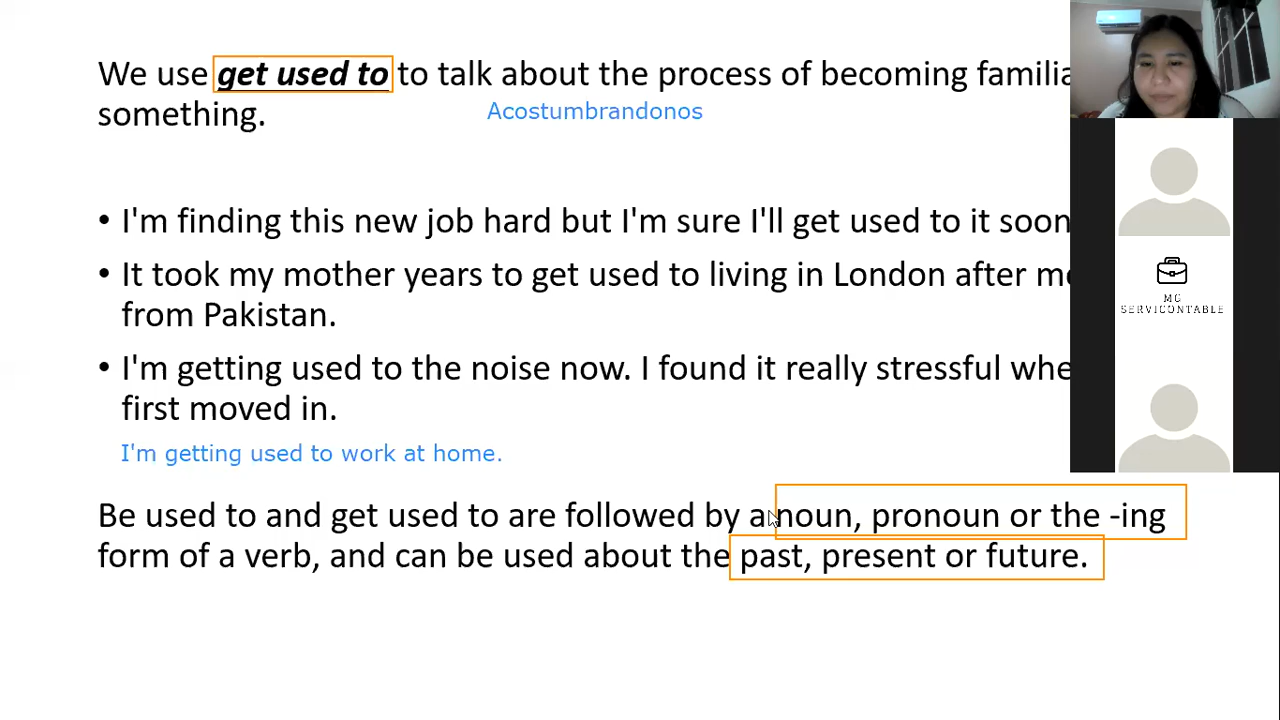 We use get used to to talk about the process of becoming
something.
Acostumbrandonos
• I'm finding this new job hard but I'm sure I'll get used to it soon
• It took my mother years to get used to living in London after
from Pakistan.
• I'm getting used to the noise now. I found it really stressful
first moved in.
I'm getting used to work at home.
Be used to and get used to are followed by a noun, pronoun or the -ing
form of a verb, and can be used about the past, present or future.
MC
SERVICONTABLE